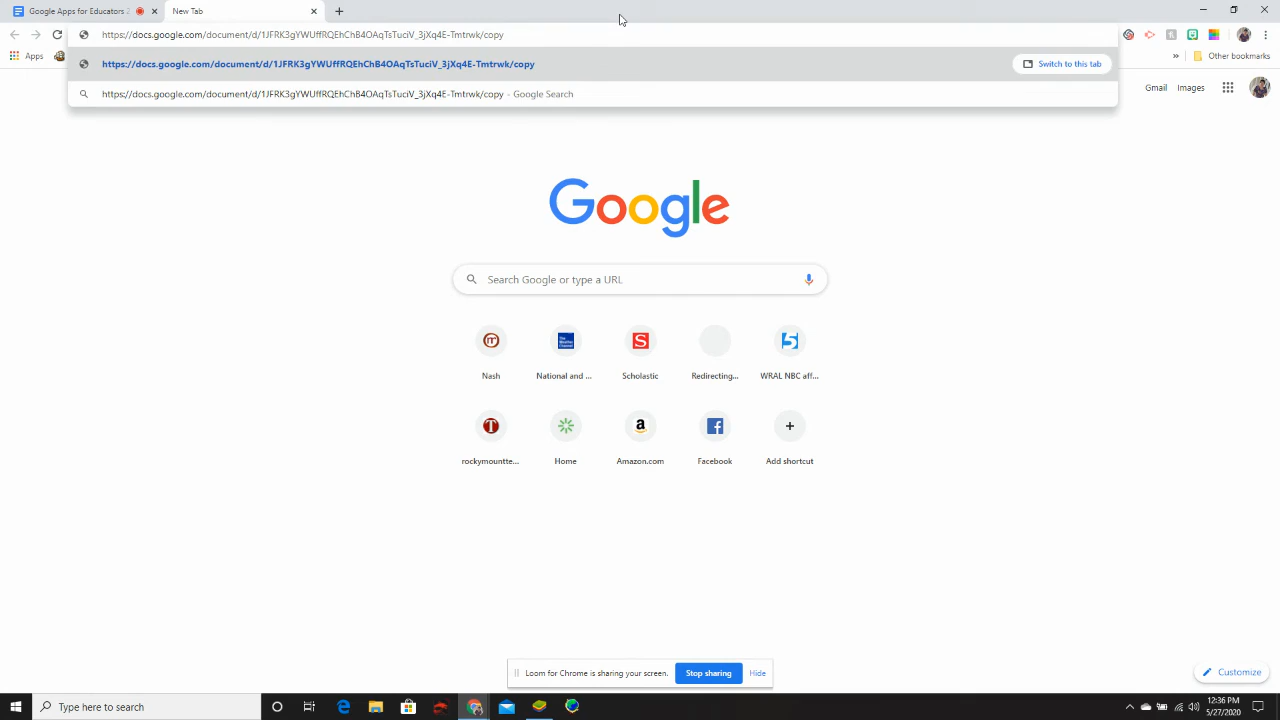 Google Apps for Educators 2
New Tab
https://docs.google.com/document/d/1JFRK3gYWUffRQEhChB4OAqTsTuciV_3jXq4E-Tmtrwk/copy
Apps
Other bookmarks
https://docs.google.com/document/d/1JFRK3gYWUffRQEhChB4OAqTsTuciV_3jXq4E-Tmtrwk/copy
Switch to this tab
https://docs.google.com/document/d/1JFRK3gYWUffRQEhChB4OAqTsTuciV_3jXq4E-Tmtrwk/copy - Google Search
Gmail Images
Google
Search Google or type a URL
Nash
National and ...
Scholastic
Redirecting...
WRAL NBC aff...
rockymountte...
Home
Amazon.com
Facebook
Add shortcut
Loom for Chrome is sharing your screen. Stop sharing Hide
Customize
Type here to search
12:36 PM
5/27/2020